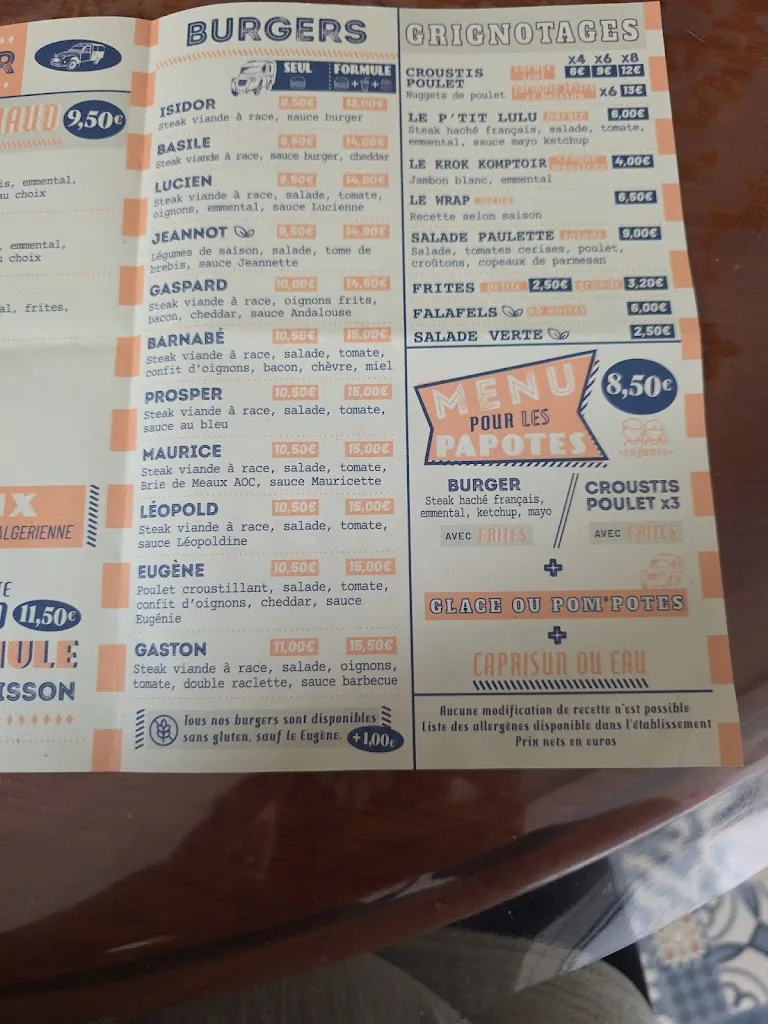 R
HAUD 9,50€
is, emmental,
au choix
, emmental,
u choix
al, frites,
IX
ALGERIENNE
TE
11,50€
MULE
ISSON
BURGERS
SEUL FORMULE
ISIDOR 13,00€
Steak viande à race, sauce burger
BASILE 14,00€
Steak viande à race, sauce burger, cheddar
LUCIEN 9,50€ 14,00€
Steak viande à race, salade, tomate,
oignons, emmental, sauce Lucienne
JEANNOT 9,50€ 14,00€
Légumes de saison, salade, tome de
brebis, sauce Jeannette
GASPARD 10,00€ 14,50€
Steak viande à race, oignons frits,
bacon, cheddar, sauce Andalouse
BARNABÉ 10,50€ 15,00€
Steak viande à race, salade, tomate,
confit d'oignons, bacon, chèvre, miel
PROSPER 10,50€ 15,00€
Steak viande à race, salade, tomate,
sauce au bleu
MAURICE 10,50€ 15,00€
Steak viande à race, salade, tomate,
Brie de Meaux AOC, sauce Mauricette
LÉOPOLD 10,50€ 15,00€
Steak viande à race, salade, tomate,
sauce Léopoldine
EUGÈNE 10,50€ 15,00€
Poulet croustillant, salade, tomate,
confit d'oignons, cheddar, sauce
Eugénie
GASTON 11,00€ 15,50€
Steak viande à race, salade, oignons,
tomate, double raclette, sauce barbecue
Tous nos burgers sont disponibles
sans gluten, sauf le Eugène. +1,00€
GRIGNOTAGES
x4 x6 x8
CROUSTIS 6€ 9€ 12€
POULET
Nuggets de poulet x6 13€
LE P'TIT LULU burger 6,00€
Steak haché français, salade, tomate,
emmental, sauce mayo ketchup
LE KROK KOMPTOIR 4,00€
Jambon blanc, emmental
LE WRAP 6,50€
Recette selon saison
SALADE PAULETTE salade 9,00€
Salade, tomates cerises, poulet,
croûtons, copeaux de parmesan
FRITES petite 2,50€ grande 3,20€
FALAFELS 6,00€
SALADE VERTE 2,50€
MENU
POUR LES
PAPOTES
8,50€
enfants
BURGER
Steak haché français,
emmental, ketchup, mayo
AVEC FRITES
CROUSTIS
POULET x3
AVEC FRITES
+
GLACE OU POM'POTES
+
CAPRISUN OU EAU
Aucune modification de recette n'est possible
Liste des allergènes disponible dans l'établissement
Prix nets en euros